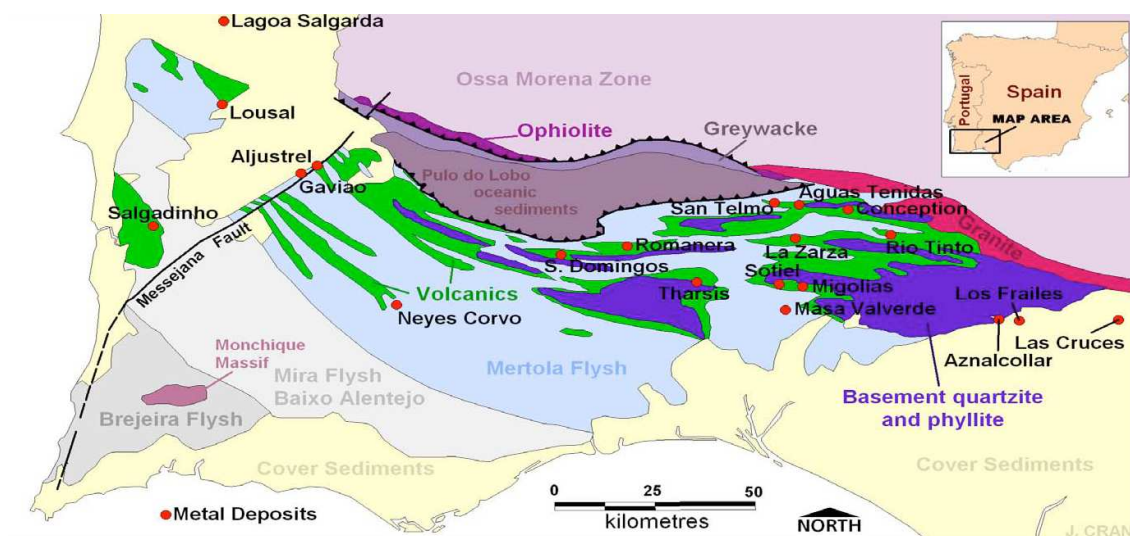 Lagoa Salgarda
Ossa Morena Zone
Portugal
Spain
MAP AREA
Lousal
Ophiolite
Greywacke
Aljustrel
Gaviao
Pulo do Lobo
oceanic
sediments
Aguas Tenidas
San Telmo
Conception
Salgadinho
Messejana Fault
Romanera
La Zarza
Rio Tinto
Granite
S. Domingos
Sotiel
Volcanics
Tharsis
Migolias
Los Frailes
Neyes Corvo
Masa Valverde
Las Cruces
Aznalcollar
Monchique
Massif
Mira Flysh
Baixo Alentejo
Mertola Flysh
Basement quartzite
and phyllite
Brejeira Flysh
Cover Sediments
Cover Sediments
0 25 50
kilometres
Metal Deposits
NORTH
J. CRAN